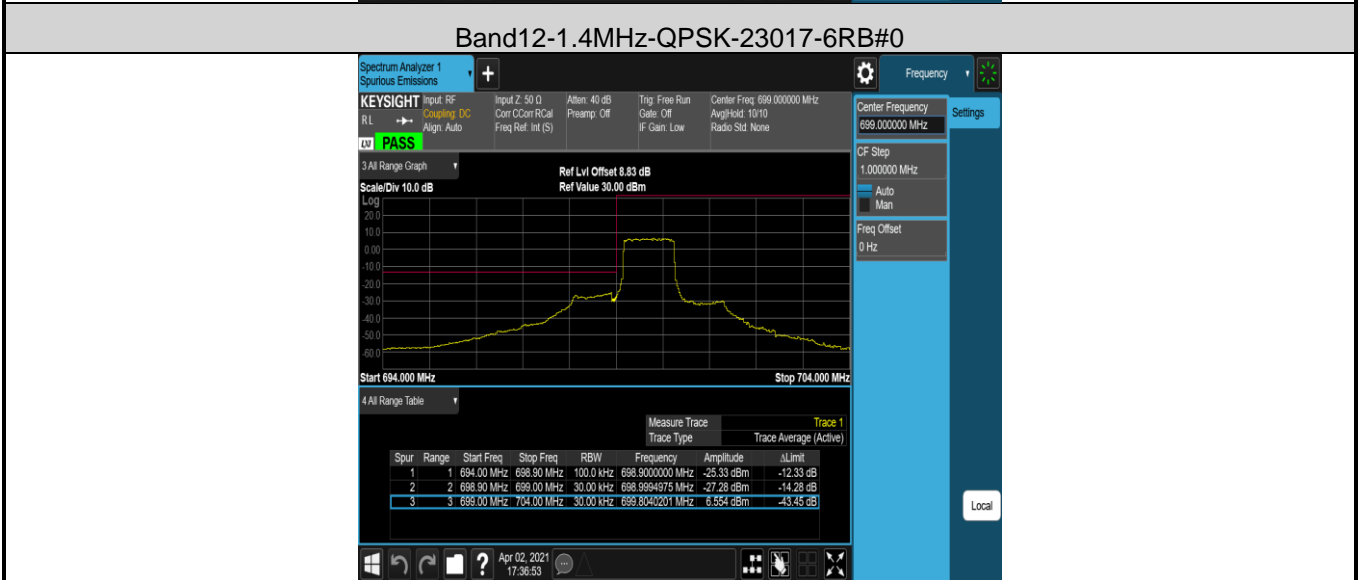 Band12-1.4MHz-QPSK-23017-6RB#0
Spectrum Analyzer 1
Spurious Emissions
+
Frequency
KEYSIGHT
RL
LXI
PASS
Input: RF
Coupling: DC
Align: Auto
Input Z: 50 Ω
Corr CCorr RCal
Freq Ref: Int (S)
Atten: 40 dB
Preamp: Off
Trig: Free Run
Gate: Off
IF Gain: Low
Center Freq: 699.000000 MHz
Avg|Hold: 10/10
Radio Std: None
Center Frequency
699.000000 MHz
Settings
CF Step
1.000000 MHz
Auto
Man
Freq Offset
0 Hz
3 All Range Graph
Ref Lvl Offset 8.83 dB
Scale/Div 10.0 dB
Ref Value 30.00 dBm
Log
20.0
10.0
0.00
-10.0
-20.0
-30.0
-40.0
-50.0
-60.0
Start 694.000 MHz
Stop 704.000 MHz
4 All Range Table
Measure Trace Trace 1
Trace Type Trace Average (Active)
Spur Range Start Freq Stop Freq RBW Frequency Amplitude ΔLimit
1 1 694.00 MHz 698.90 MHz 100.0 kHz 698.9000000 MHz -25.33 dBm -12.33 dB
2 2 698.90 MHz 699.00 MHz 30.00 kHz 698.9994975 MHz -27.28 dBm -14.28 dB
3 3 699.00 MHz 704.00 MHz 30.00 kHz 699.8040201 MHz 6.554 dBm -43.45 dB
Local
?
Apr 02, 2021
17:36:53